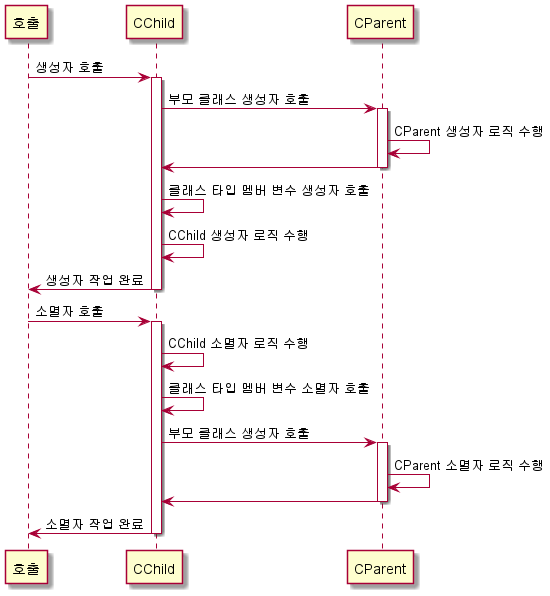 호출 CChild CParent
생성자 호출
부모 클래스 생성자 호출
CParent 생성자 로직 수행
클래스 타입 멤버 변수 생성자 호출
CChild 생성자 로직 수행
생성자 작업 완료
소멸자 호출
CChild 소멸자 로직 수행
클래스 타입 멤버 변수 소멸자 호출
부모 클래스 생성자 호출
CParent 소멸자 로직 수행
소멸자 작업 완료
호출 CChild CParent